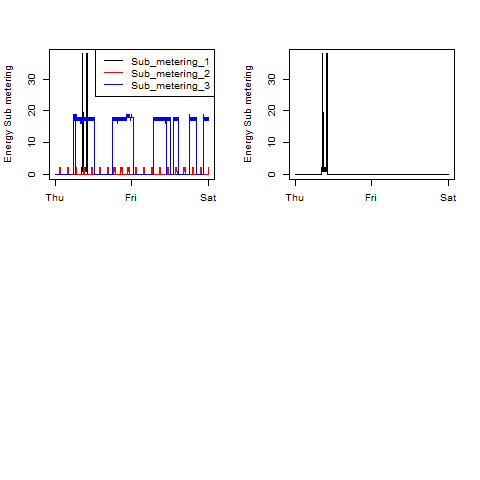 Energy Sub metering
30
20
10
0
Thu
Fri
Sat
Sub_metering_1
Sub_metering_2
Sub_metering_3
Energy Sub metering
30
20
10
0
Thu
Fri
Sat